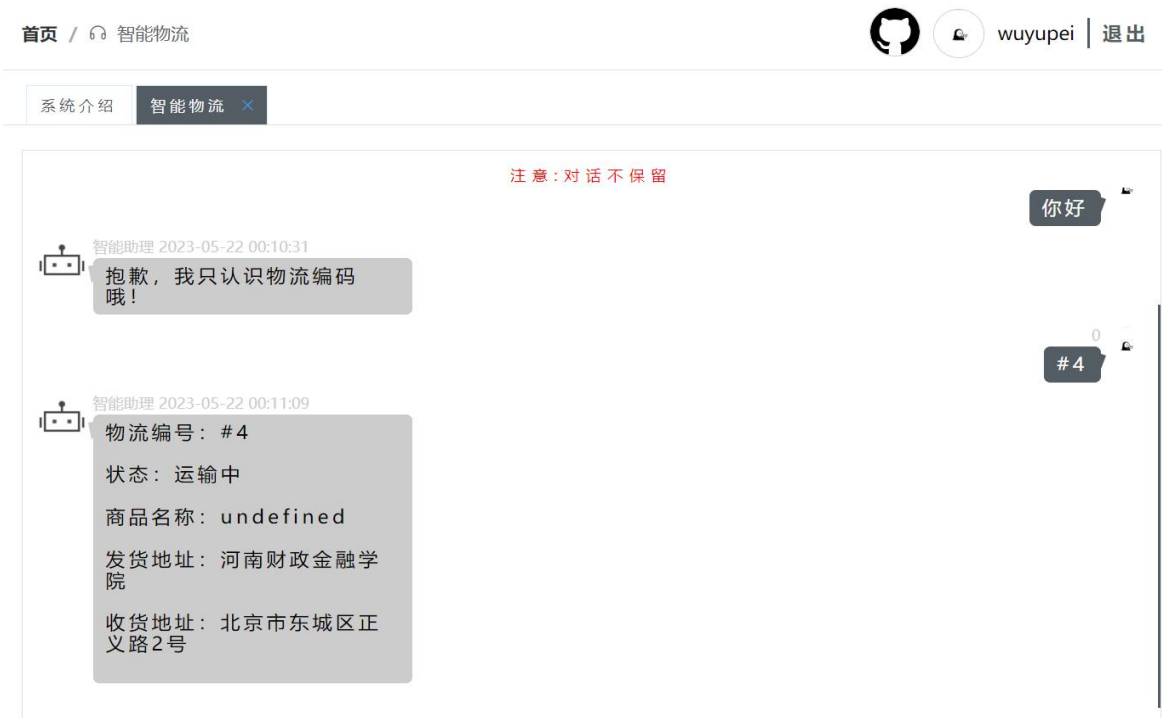 首页 / 智能物流
wuyupei 退出
系统介绍 智能物流 ×
注意:对话不保留
你好
智能助理 2023-05-22 00:10:31
抱歉，我只认识物流编码
哦！
0
#4
智能助理 2023-05-22 00:11:09
物流编号：#4
状态：运输中
商品名称：undefined
发货地址：河南财政金融学
院
收货地址：北京市东城区正
义路2号